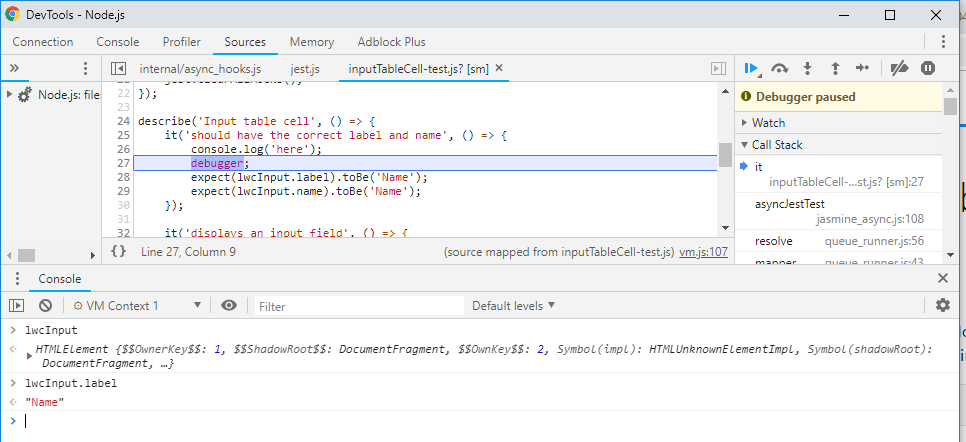 DevTools - Node.js
Connection Console Profiler Sources Memory Adblock Plus
» internal/async_hooks.js jest.js inputTableCell-test.js? [sm] ×
Node.js: file:
22 });
23
24 describe('Input table cell', () => {
25 it('should have the correct label and name', () => {
26 console.log('here');
27 debugger;
28 expect(lwcInput.label).toBe('Name');
29 expect(lwcInput.name).toBe('Name');
30 });
31
32 it('displays an input field', () => {
{} Line 27, Column 9 (source mapped from inputTableCell-test.js) vm.js:107
Debugger paused
Watch
Call Stack
it
inputTableCell-...st.js? [sm]:27
asyncJestTest
jasmine_async.js:108
resolve queue_runner.js:56
mapper queue_runner.js:43
Console
VM Context 1 Filter Default levels
> lwcInput
HTMLElement {$$OwnerKey$$: 1, $$ShadowRoot$$: DocumentFragment, $$OwnKey$$: 2, Symbol(impl): HTMLUnknownElementImpl, Symbol(shadowRoot):
DocumentFragment, …}
> lwcInput.label
"Name"
>